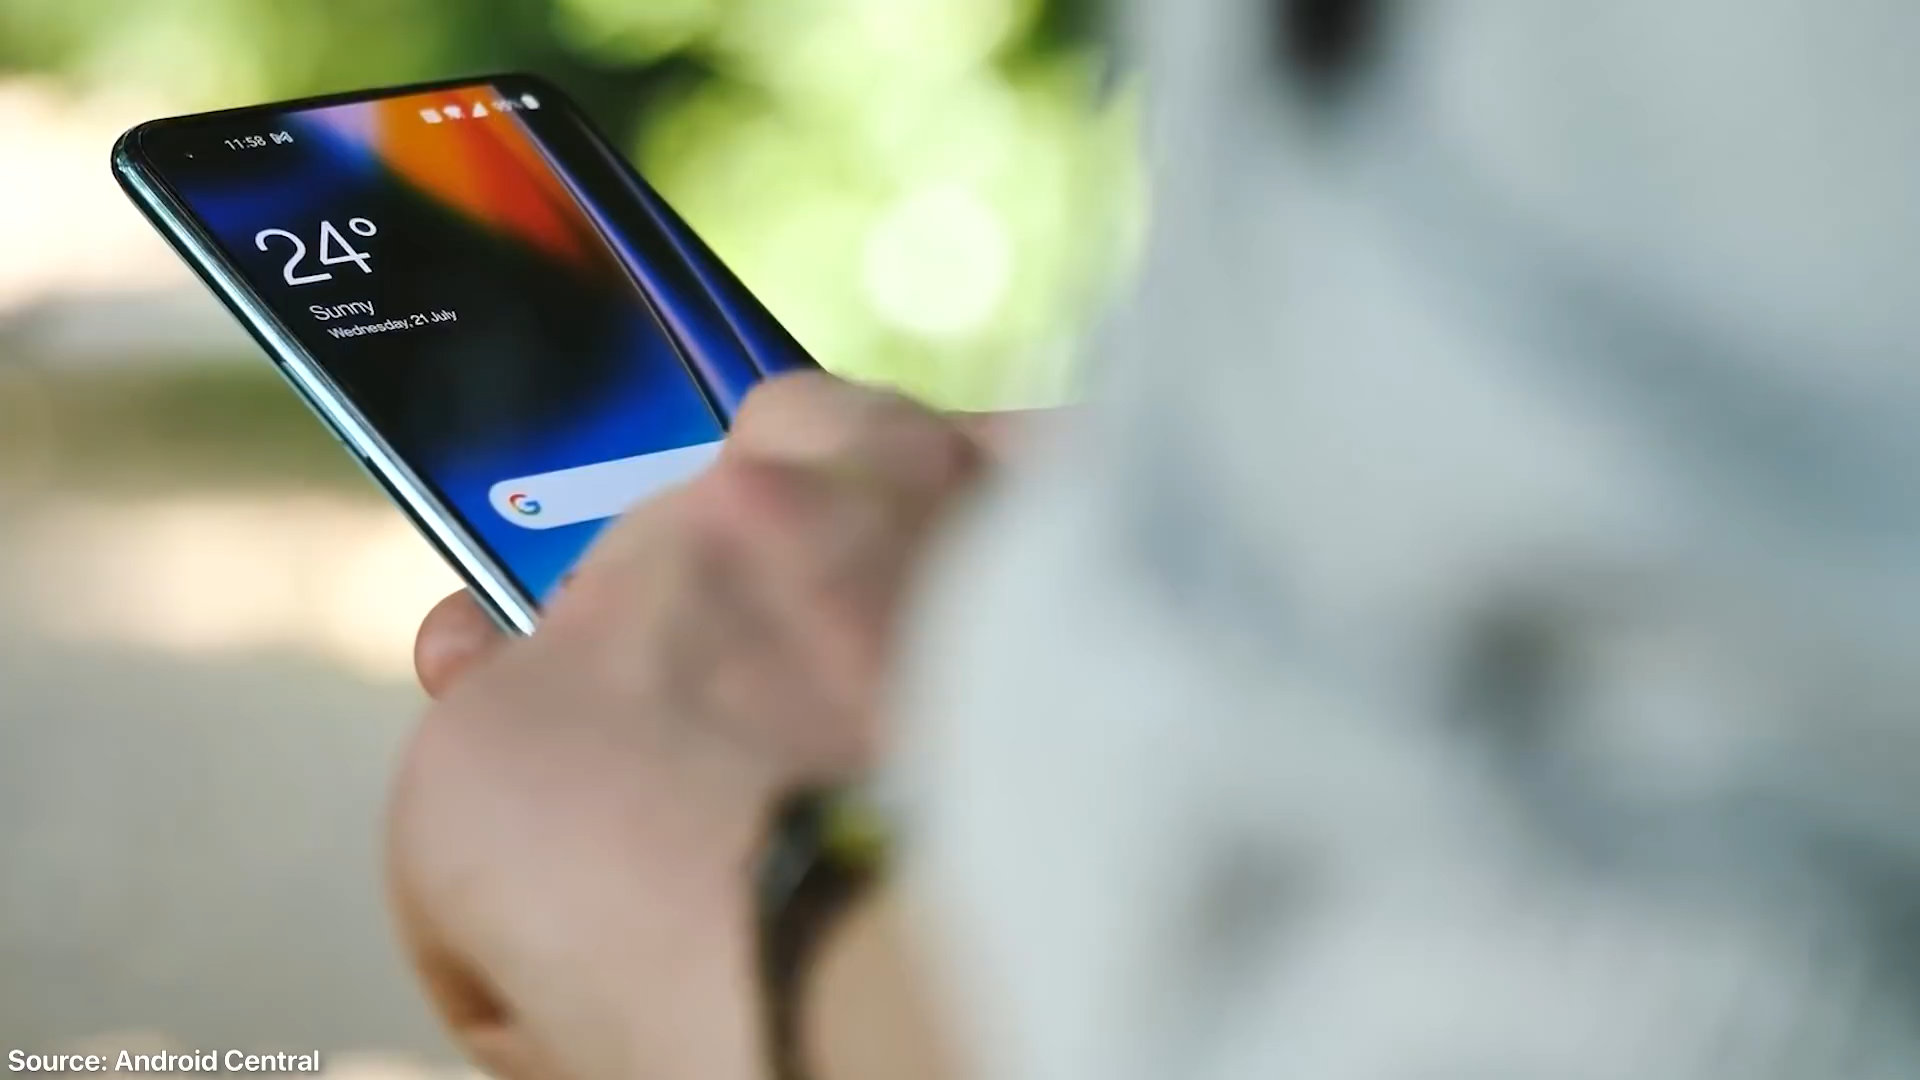 11:58
24°
Sunny
Wednesday, 21 July
G
Source: Android Central